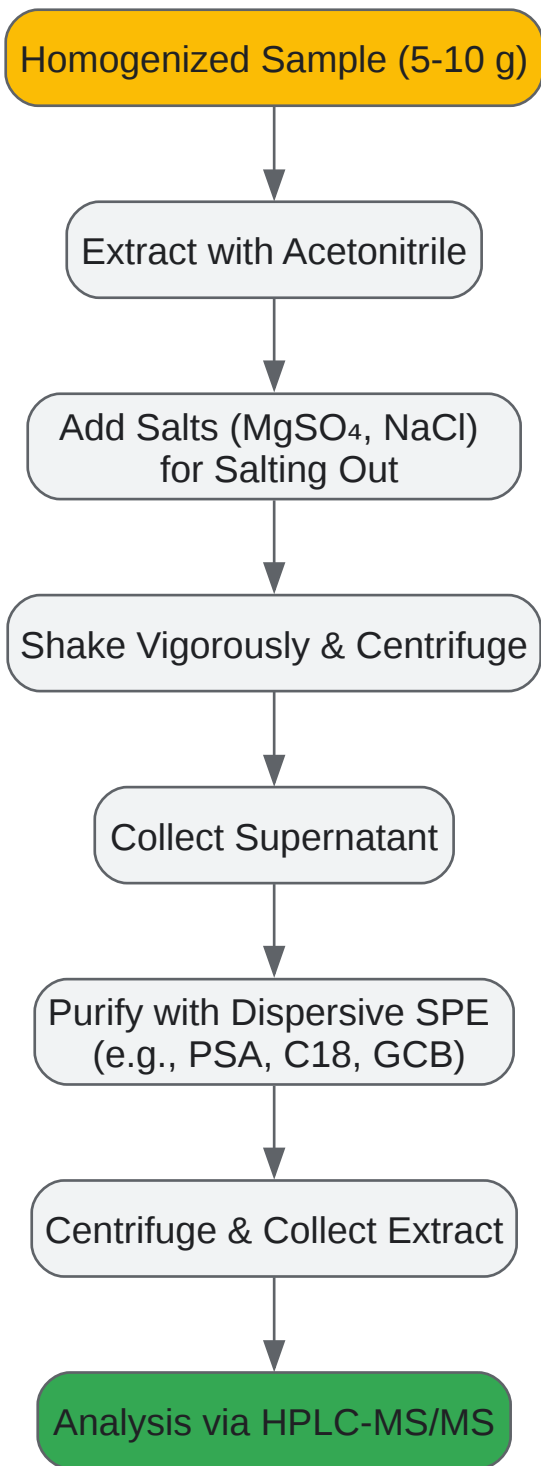 Homogenized Sample (5-10 g)
Extract with Acetonitrile
Add Salts (MgSO₄, NaCl)
for Salting Out
Shake Vigorously & Centrifuge
Collect Supernatant
Purify with Dispersive SPE
(e.g., PSA, C18, GCB)
Centrifuge & Collect Extract
Analysis via HPLC-MS/MS